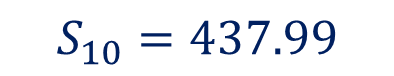 S₁₀ = 437.99